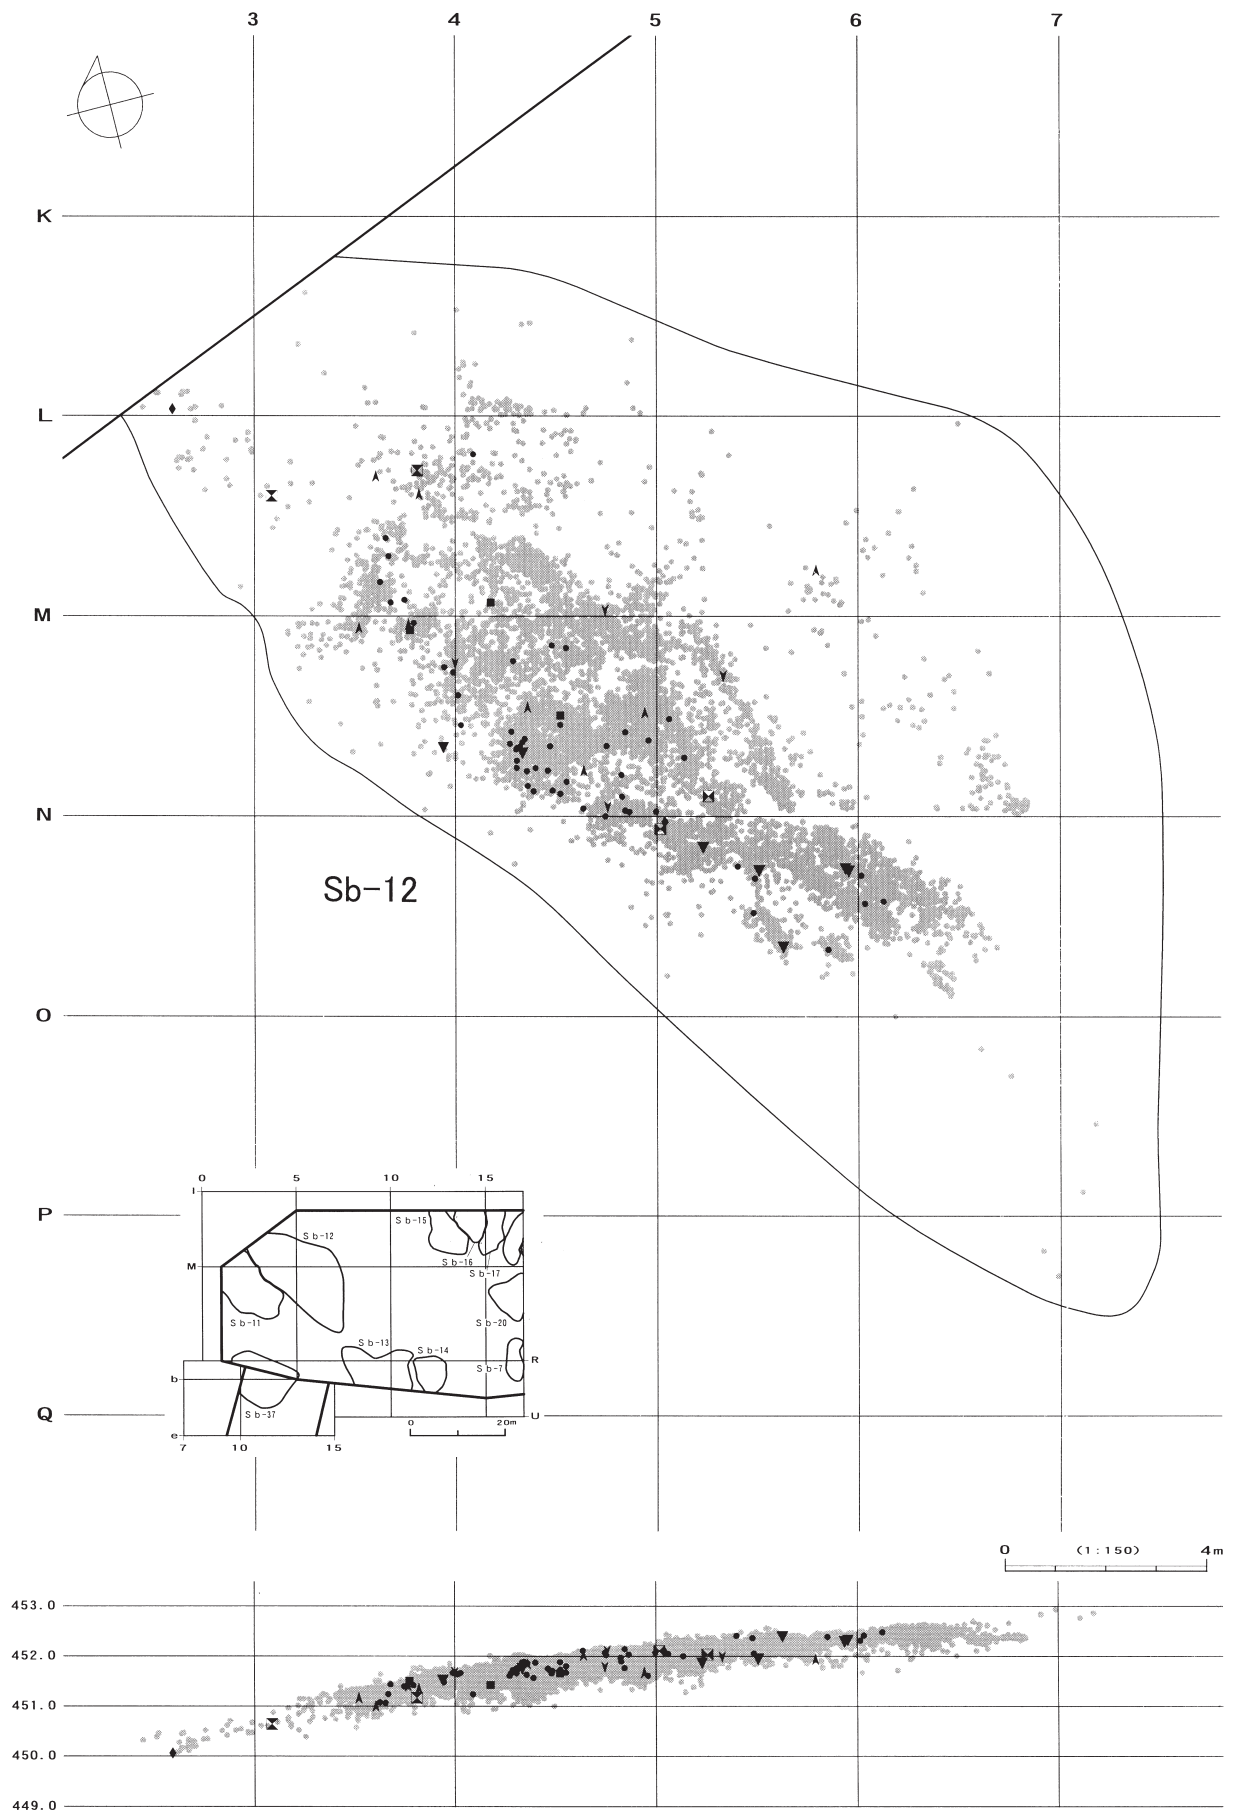 3 4 5 6 7
K
L
M
N
Sb-12
O
P
Q
0 5 10 15
I
Sb-15
Sb-12
Sb-16
M
Sb-17
Sb-11
Sb-20
Sb-13
Sb-14
R
Sb-7
b
Sb-37
0 20m
U
e
7 10 15
0 (1:150) 4m
453.0
452.0
451.0
450.0
449.0